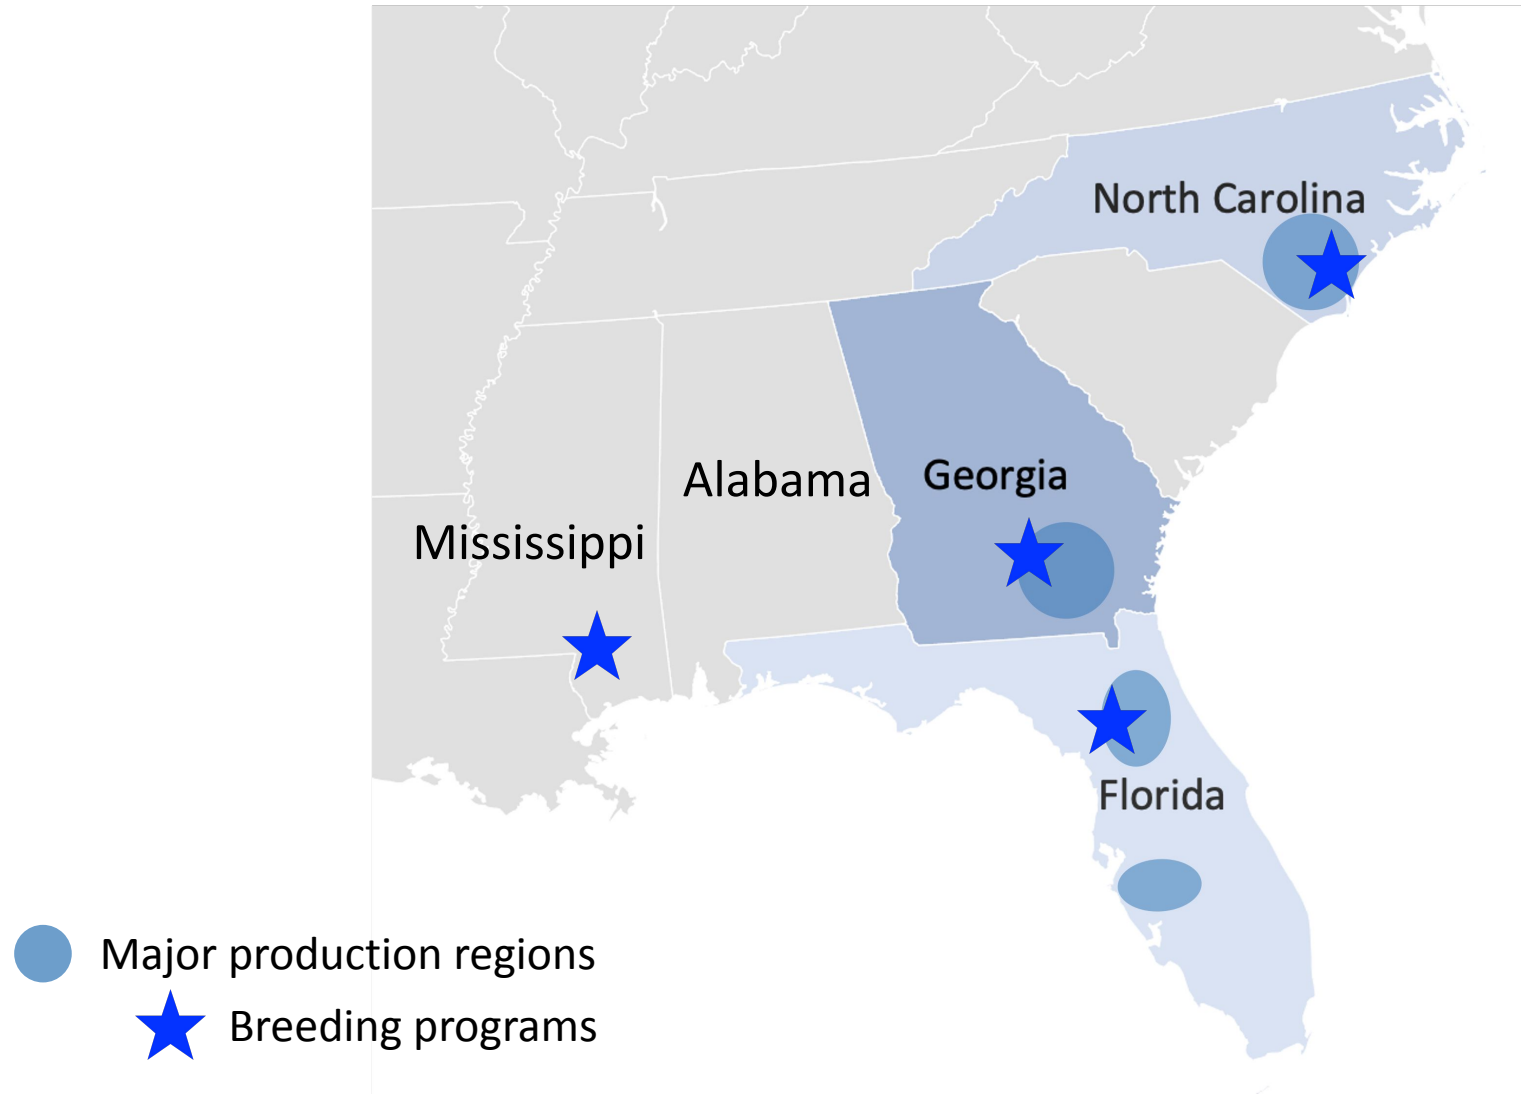 North Carolina
Georgia
Alabama
Mississippi
Florida
Major production regions
Breeding programs